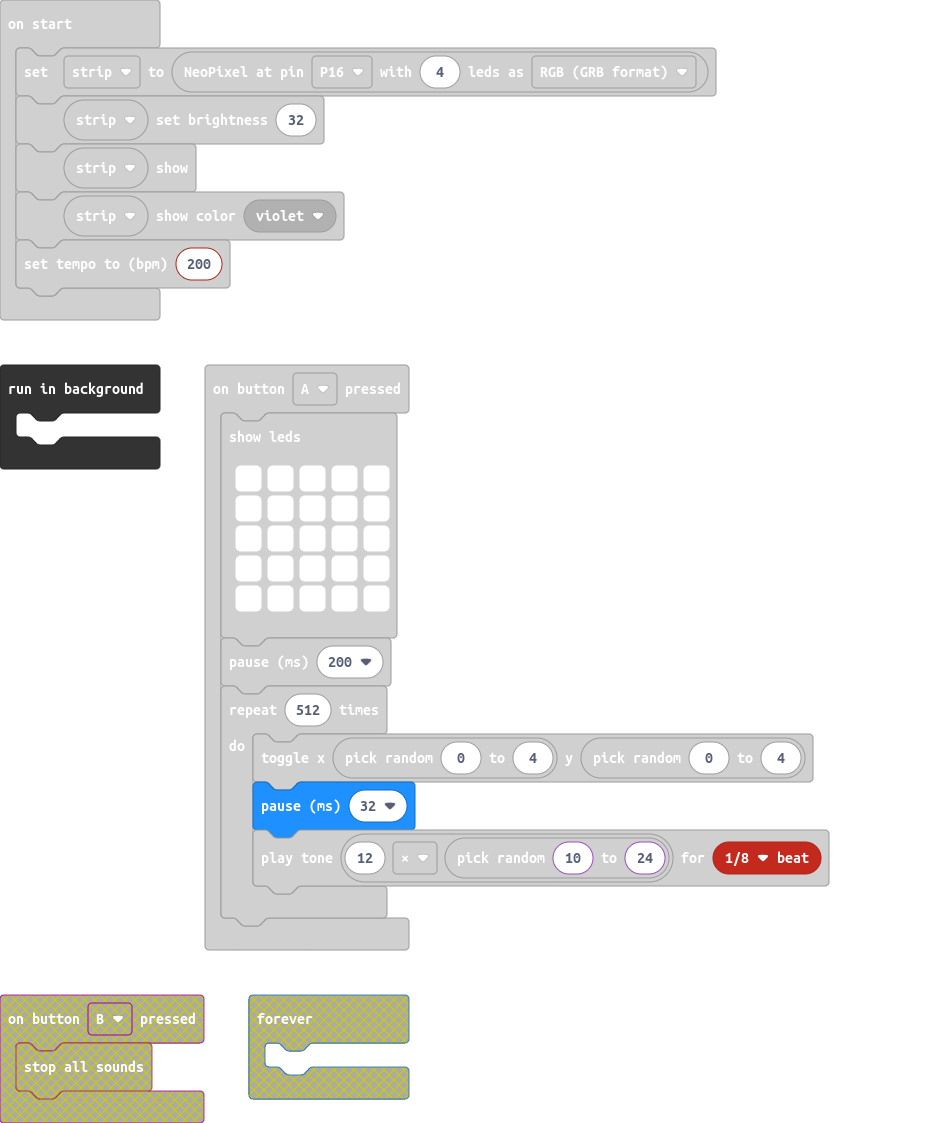 on start
set strip to NeoPixel at pin P16 with 4 leds as RGB (GRB format)
strip set brightness 32
strip show
strip show color violet
set tempo to (bpm) 200
run in background
on button A pressed
show leds
pause (ms) 200
repeat 512 times
do
toggle x pick random 0 to 4 y pick random 0 to 4
pause (ms) 32
play tone 12 × pick random 10 to 24 for 1/8 beat
on button B pressed
stop all sounds
forever